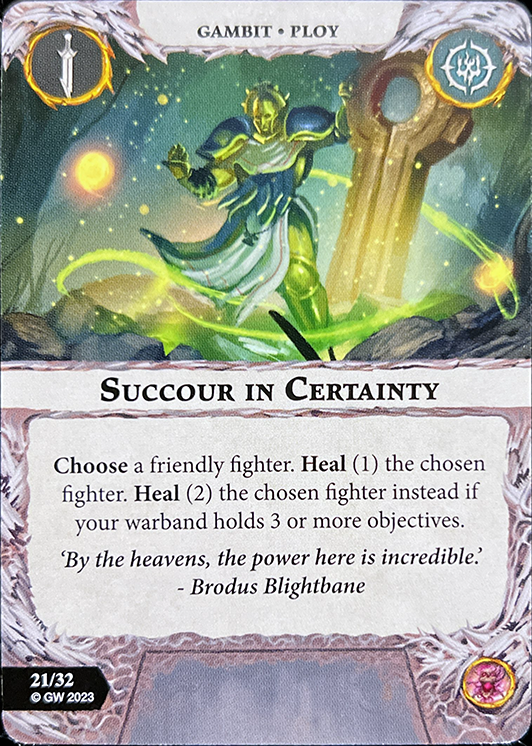 GAMBIT • PLOY
SUCCOUR IN CERTAINTY
Choose a friendly fighter. Heal (1) the chosen
fighter. Heal (2) the chosen fighter instead if
your warband holds 3 or more objectives.
‘By the heavens, the power here is incredible.’
- Brodus Blightbane
21/32
© GW 2023